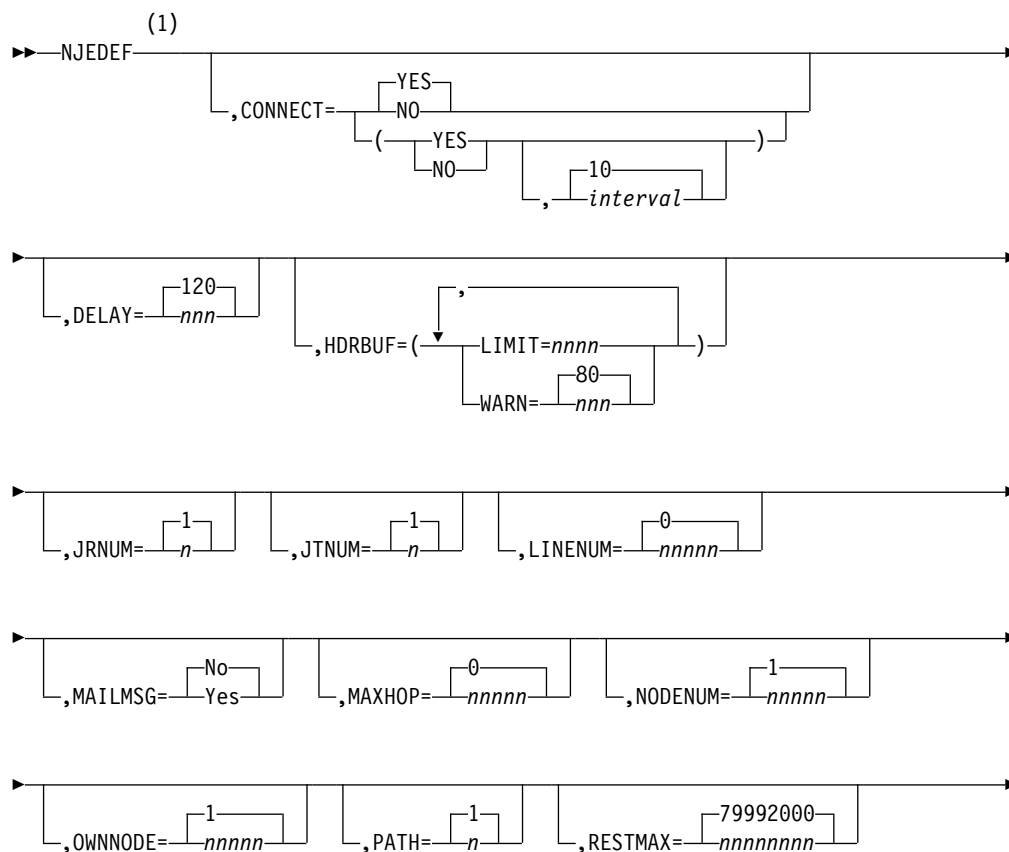 (1)
NJEDEF
YES
,CONNECT= NO
( YES )
NO 10
, interval
120 ,
,DELAY= nnn ,HDRBUF=( LIMIT=nnnn )
80
WARN= nnn
1 1 0
,JRNUM= n ,JTNUM= n ,LINENUM= nnnnn
No 0 1
,MAILMSG= Yes ,MAXHOP= nnnnn ,NODENUM= nnnnn
1 1 79992000
,OWNNODE= nnnnn ,PATH= n ,RESTMAX= nnnnnnnn